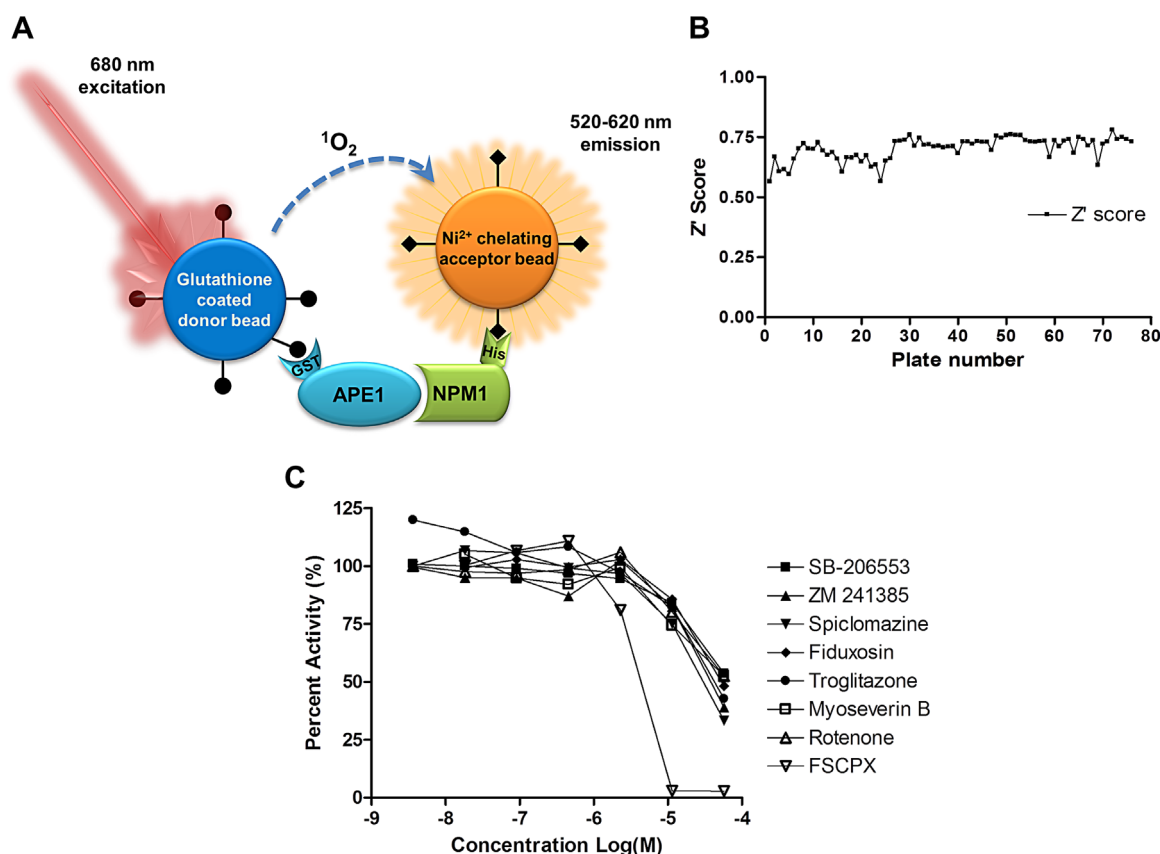 A
680 nm
excitation
¹O₂
520-620 nm
emission
Glutathione
coated
donor bead
Ni²⁺ chelating
acceptor bead
GST
His
APE1
NPM1
B
1.00
0.75
0.50
0.25
0.00
Z' Score
Z' score
0 10 20 30 40 50 60 70 80
Plate number
C
125
100
75
50
25
0
Percent Activity (%)
-9 -8 -7 -6 -5 -4
Concentration Log(M)
SB-206553
ZM 241385
Spiclomazine
Fiduxosin
Troglitazone
Myoseverin B
Rotenone
FSCPX